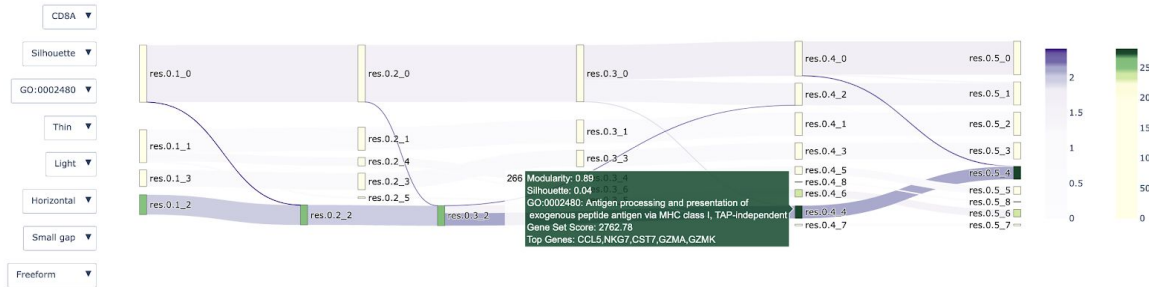 CD8A ▼
Silhouette ▼
GO:0002480 ▼
Thin ▼
Light ▼
Horizontal ▼
Small gap ▼
Freeform ▼
res.0.1_0
res.0.1_1
res.0.1_3
res.0.1_2
res.0.2_0
res.0.2_1
res.0.2_4
res.0.2_3
res.0.2_5
res.0.2_2
res.0.3_0
res.0.3_1
res.0.3_3
res.0.3_4
res.0.3_2
266
Modularity: 0.89
Silhouette: 0.04
GO:0002480: Antigen processing and presentation of
exogenous peptide antigen via MHC class I, TAP-independent
Gene Set Score: 2762.78
Top Genes: CCL5,NKG7,CST7,GZMA,GZMK
res.0.4_0
res.0.4_2
res.0.4_1
res.0.4_3
res.0.4_5
res.0.4_8
res.0.4_6
res.0.4_4
res.0.4_7
res.0.5_0
res.0.5_1
res.0.5_2
res.0.5_3
res.0.5_4
res.0.5_5
res.0.5_8
res.0.5_6
res.0.5_7
2
1.5
1
0.5
0
25
20
15
10
5
0